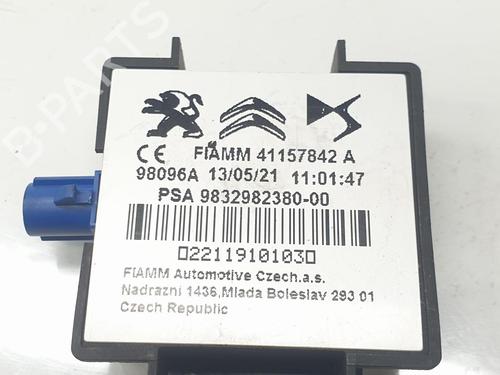 CE FIAMM 41157842 A
98096A 13/05/21 11:01:47
PSA 9832982380-00
2211910103
FIAMM Automotive Czech.a.s.
Nadrazni 1436,Mlada Boleslav 293 01
Czech Republic
B-PARTS